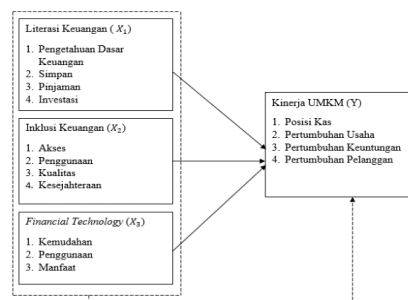 Literasi Keuangan ( X₁)
1. Pengetahuan Dasar
Keuangan
2. Simpan
3. Pinjaman
4. Investasi
Inklusi Keuangan (X₂)
1. Akses
2. Penggunaan
3. Kualitas
4. Kesejahteraan
Financial Technology (X₃)
1. Kemudahan
2. Penggunaan
3. Manfaat
Kinerja UMKM (Y)
1. Posisi Kas
2. Pertumbuhan Usaha
3. Pertumbuhan Keuntungan
4. Pertumbuhan Pelanggan